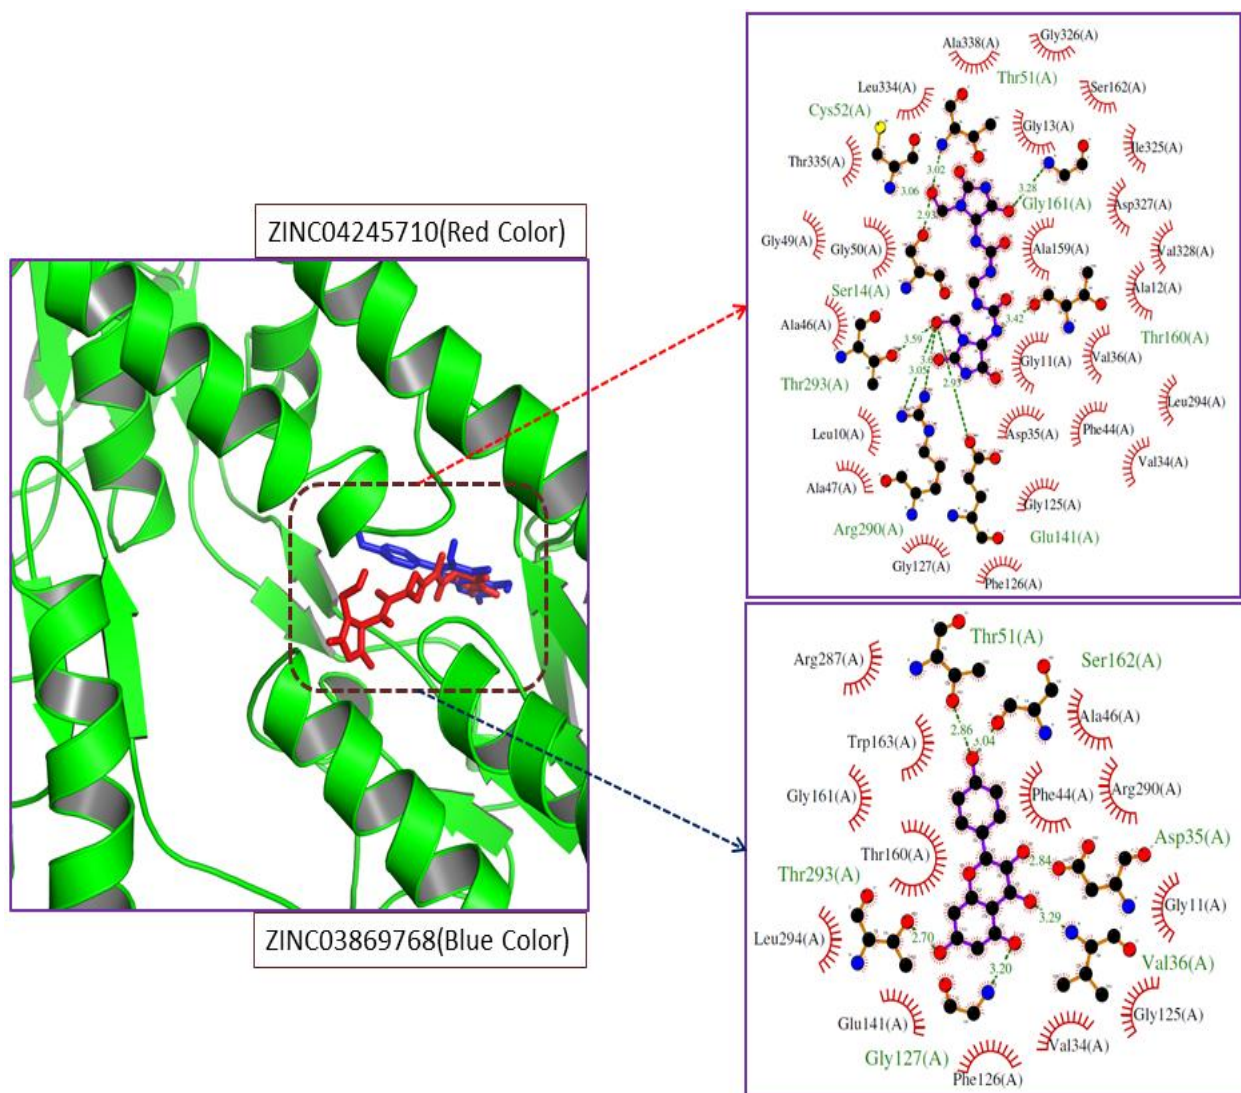 ZINC04245710(Red Color)
ZINC03869768(Blue Color)
Gly326(A)
Ala338(A)
Thr51(A)
Leu334(A)
Ser162(A)
Cys52(A)
Gly13(A)
Ile325(A)
Thr335(A)
3.02
3.06
3.28
Gly161(A)
Asp327(A)
2.93
Gly49(A)
Gly50(A)
Ala159(A)
Val328(A)
Ser14(A)
Ala12(A)
3.42
Ala46(A)
Thr160(A)
3.59
Gly11(A)
Val36(A)
3.05
2.93
Thr293(A)
Leu294(A)
Leu10(A)
Asp35(A)
Phe44(A)
Val34(A)
Ala47(A)
Gly125(A)
Arg290(A)
Glu141(A)
Gly127(A)
Phe126(A)
Thr51(A)
Arg287(A)
Ser162(A)
Ala46(A)
2.86
3.04
Trp163(A)
Gly161(A)
Phe44(A)
Arg290(A)
Asp35(A)
Thr160(A)
2.84
Thr293(A)
Gly11(A)
3.29
Leu294(A)
2.70
Val36(A)
3.20
Gly125(A)
Glu141(A)
Val34(A)
Gly127(A)
Phe126(A)